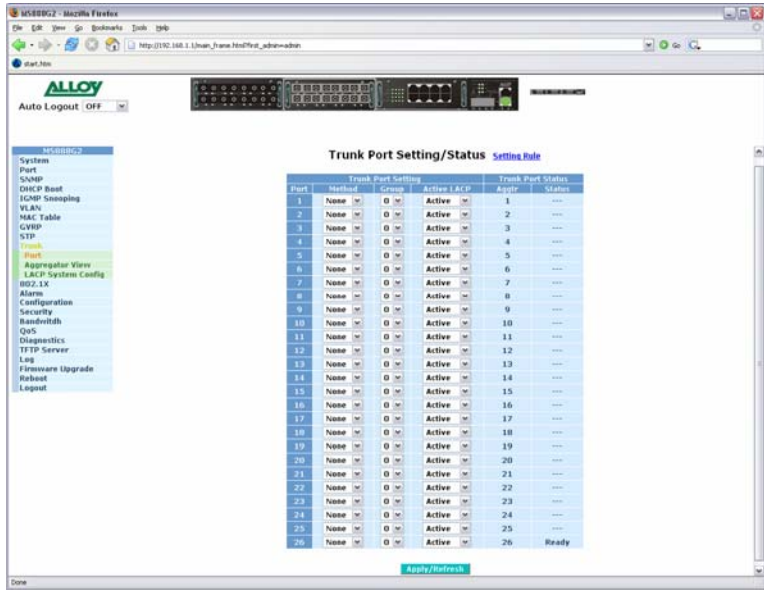 MS888G2 - Mozilla Firefox
File Edit View Go Bookmarks Tools Help
http://192.168.1.1/main_frame.html?first_admin=admin Go
start.htm
ALLOY
Auto Logout OFF
MS888G2
System
Port
SNMP
DHCP Boot
IGMP Snooping
VLAN
MAC Table
GVRP
STP
Trunk
Port
Aggregator View
LACP System Config
802.1X
Alarm
Configuration
Security
Bandwitdh
QoS
Diagnostics
TFTP Server
Log
Firmware Upgrade
Reboot
Logout
Trunk Port Setting/Status Setting Rule
Trunk Port Setting Trunk Port Status
Port Method Group Active LACP Aggtr Status
1 None 0 Active 1 ---
2 None 0 Active 2 ---
3 None 0 Active 3 ---
4 None 0 Active 4 ---
5 None 0 Active 5 ---
6 None 0 Active 6 ---
7 None 0 Active 7 ---
8 None 0 Active 8 ---
9 None 0 Active 9 ---
10 None 0 Active 10 ---
11 None 0 Active 11 ---
12 None 0 Active 12 ---
13 None 0 Active 13 ---
14 None 0 Active 14 ---
15 None 0 Active 15 ---
16 None 0 Active 16 ---
17 None 0 Active 17 ---
18 None 0 Active 18 ---
19 None 0 Active 19 ---
20 None 0 Active 20 ---
21 None 0 Active 21 ---
22 None 0 Active 22 ---
23 None 0 Active 23 ---
24 None 0 Active 24 ---
25 None 0 Active 25 ---
26 None 0 Active 26 Ready
Apply/Refresh
Done